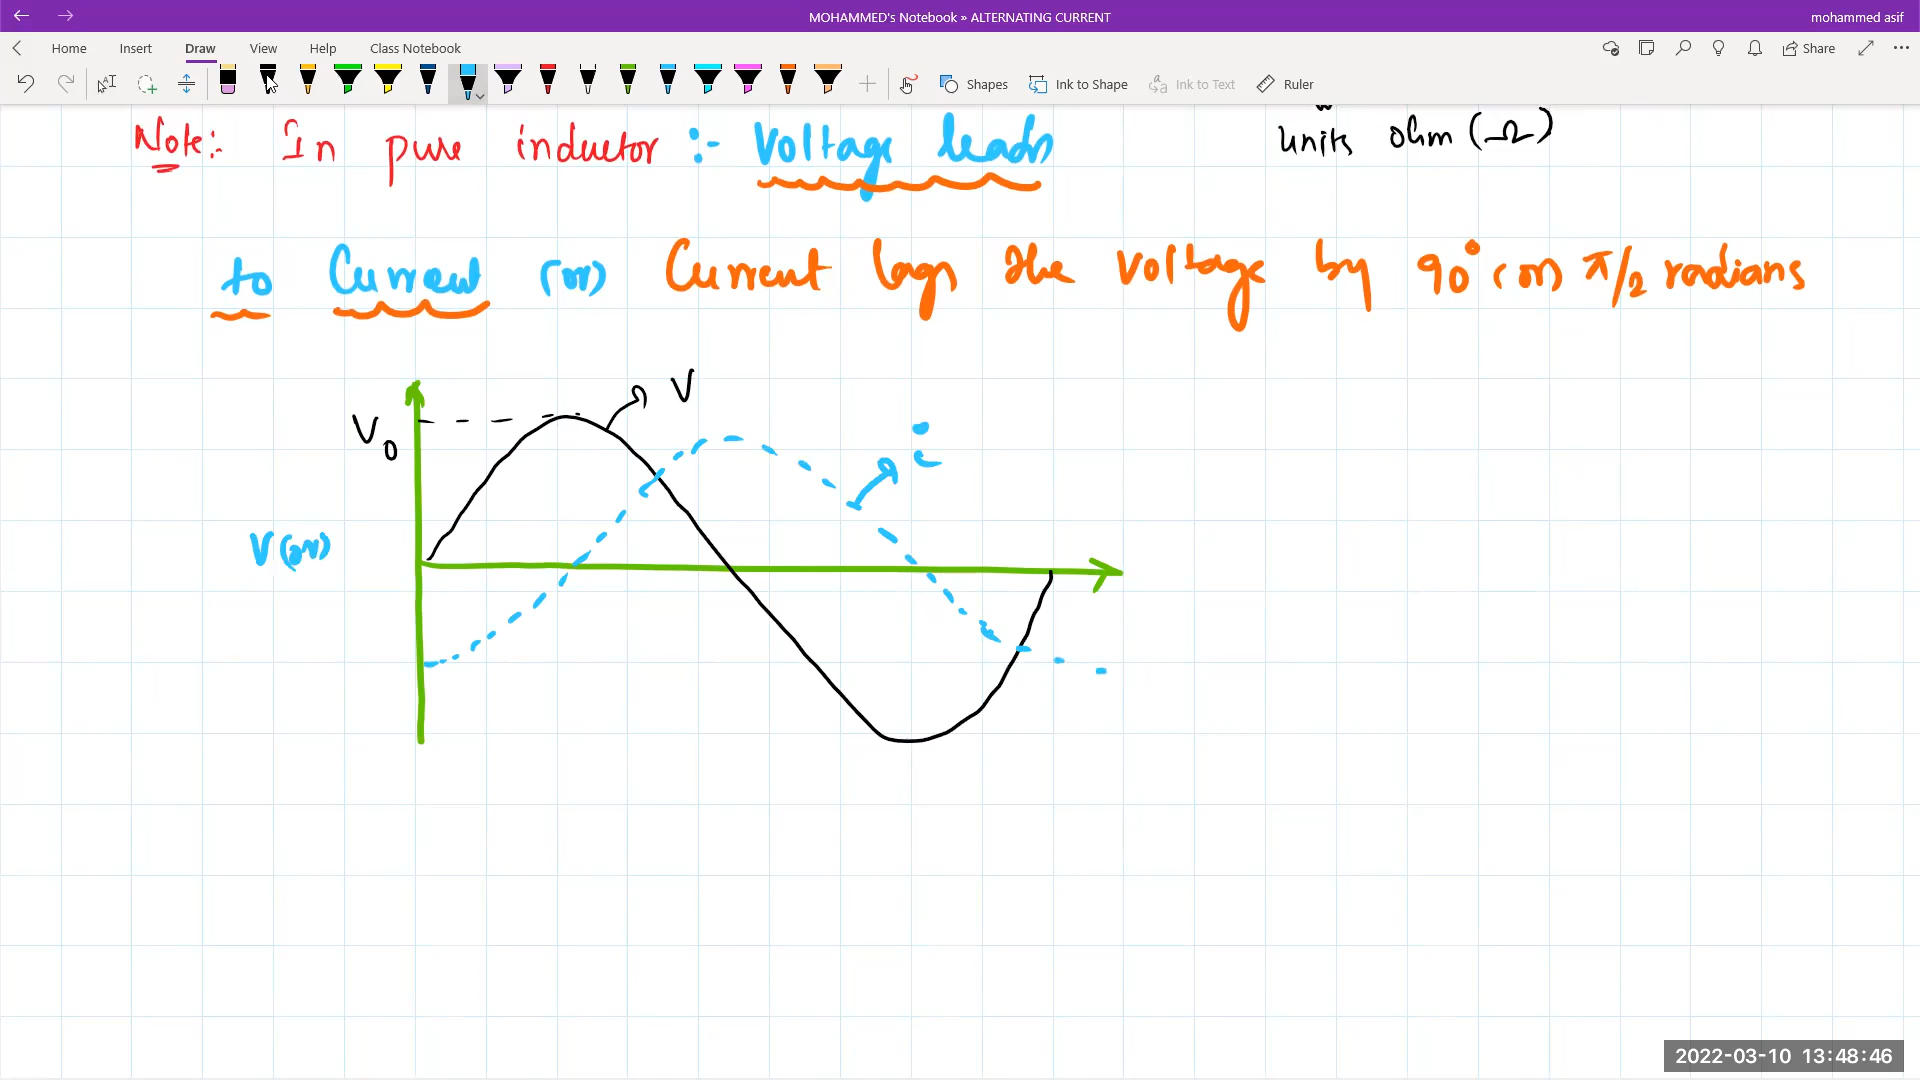 MOHAMMED's Notebook » ALTERNATING CURRENT
mohammed asif
Home Insert Draw View Help Class Notebook
Share
Shapes Ink to Shape Ink to Text Ruler
Note:- In pure inductor :- Voltage leads
units ohm (Ω)
to Current (or) Current lags the voltage by 90° (or) π/2 radians
V
V0
i
V (or)
2022-03-10 13:48:46